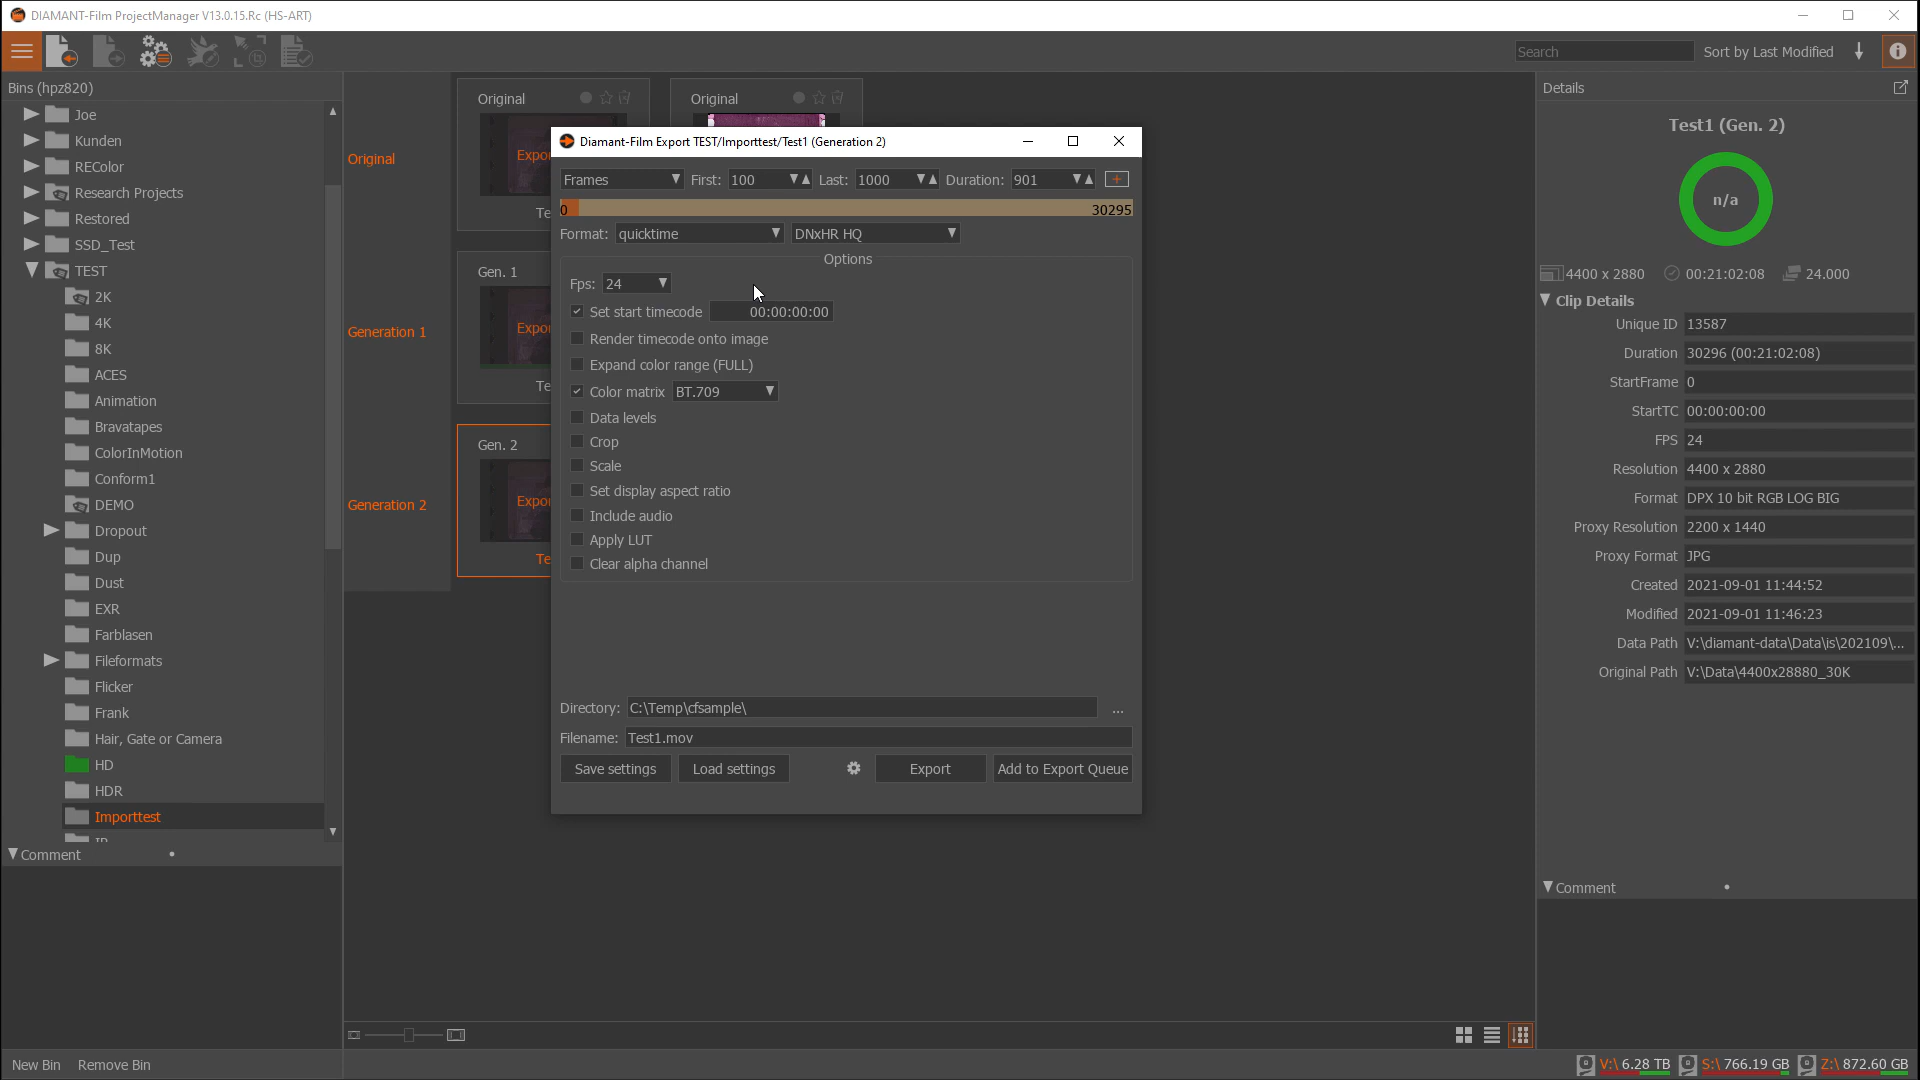 DIAMANT-Film ProjectManager V13.0.15.Rc (HS-ART)
Search
Sort by Last Modified
Bins (hpz820)
Joe
Kunden
REColor
Research Projects
Restored
SSD_Test
TEST
2K
4K
8K
ACES
Animation
Bravatapes
ColorInMotion
Conform1
DEMO
Dropout
Dup
Dust
EXR
Farblasen
Fileformats
Flicker
Frank
Hair, Gate or Camera
HD
HDR
Importtest
Comment
New Bin Remove Bin
Original
Generation 1
Generation 2
Original
Original
Gen. 1
Gen. 2
Diamant-Film Export TEST/Importtest/Test1 (Generation 2)
Frames First: 100 Last: 1000 Duration: 901
0 30295
Format: quicktime DNxHR HQ
Options
Fps: 24
Set start timecode 00:00:00:00
Render timecode onto image
Expand color range (FULL)
Color matrix BT.709
Data levels
Crop
Scale
Set display aspect ratio
Include audio
Apply LUT
Clear alpha channel
Directory: C:\Temp\cfsample\ ...
Filename: Test1.mov
Save settings Load settings Export Add to Export Queue
Details
Test1 (Gen. 2)
n/a
4400 x 2880 00:21:02:08 24.000
Clip Details
Unique ID 13587
Duration 30296 (00:21:02:08)
StartFrame 0
StartTC 00:00:00:00
FPS 24
Resolution 4400 x 2880
Format DPX 10 bit RGB LOG BIG
Proxy Resolution 2200 x 1440
Proxy Format JPG
Created 2021-09-01 11:44:52
Modified 2021-09-01 11:46:23
Data Path V:\diamant-data\Data\is\202109\...
Original Path V:\Data\4400x28880_30K
Comment
V:\ 6.28 TB S:\ 766.19 GB Z:\ 872.60 GB